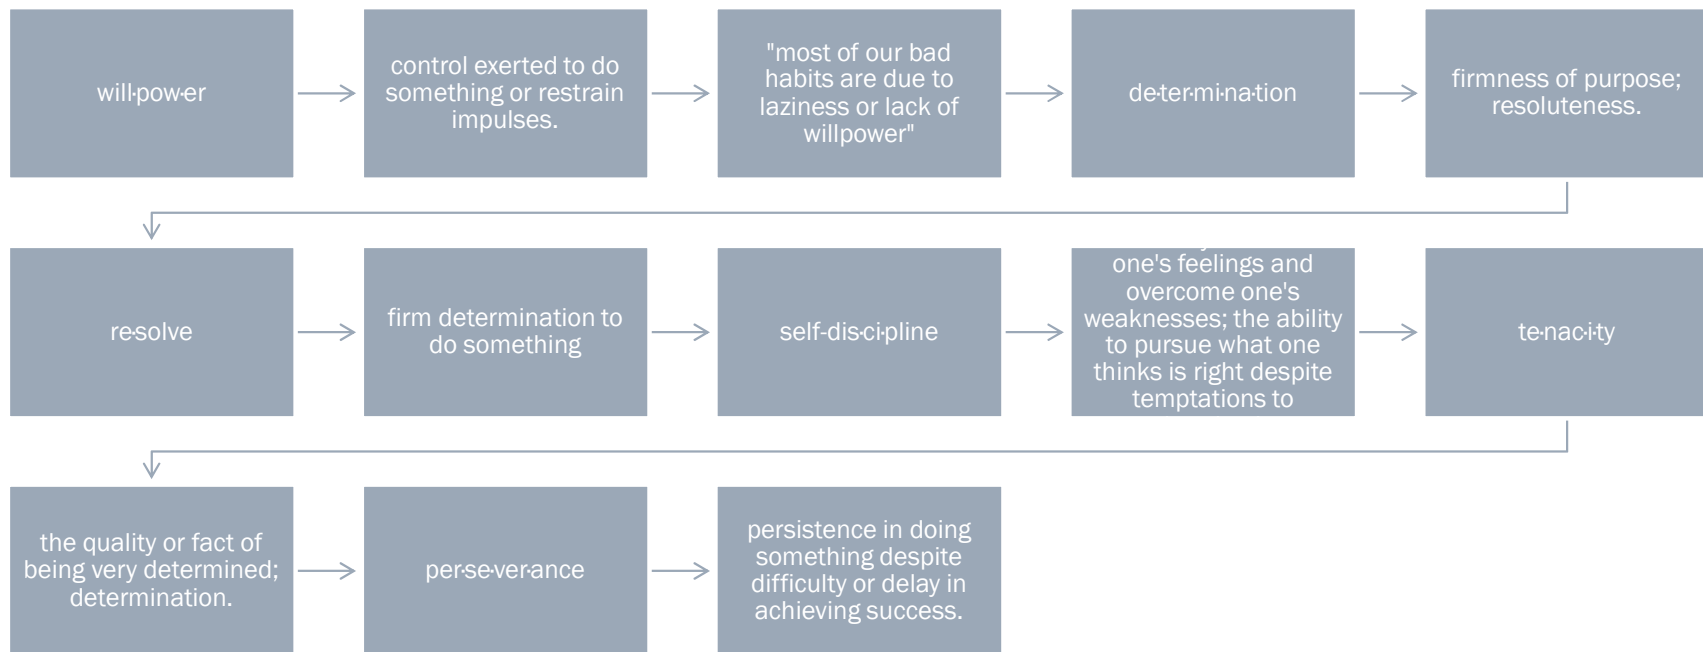 will·pow·er
control exerted to do
something or restrain
impulses.
"most of our bad
habits are due to
laziness or lack of
willpower"
de·ter·mi·na·tion
firmness of purpose;
resoluteness.
re·solve
firm determination to
do something
self-dis·ci·pline
one's feelings and
overcome one's
weaknesses; the ability
to pursue what one
thinks is right despite
temptations to
te·nac·i·ty
the quality or fact of
being very determined;
determination.
per·se·ver·ance
persistence in doing
something despite
difficulty or delay in
achieving success.